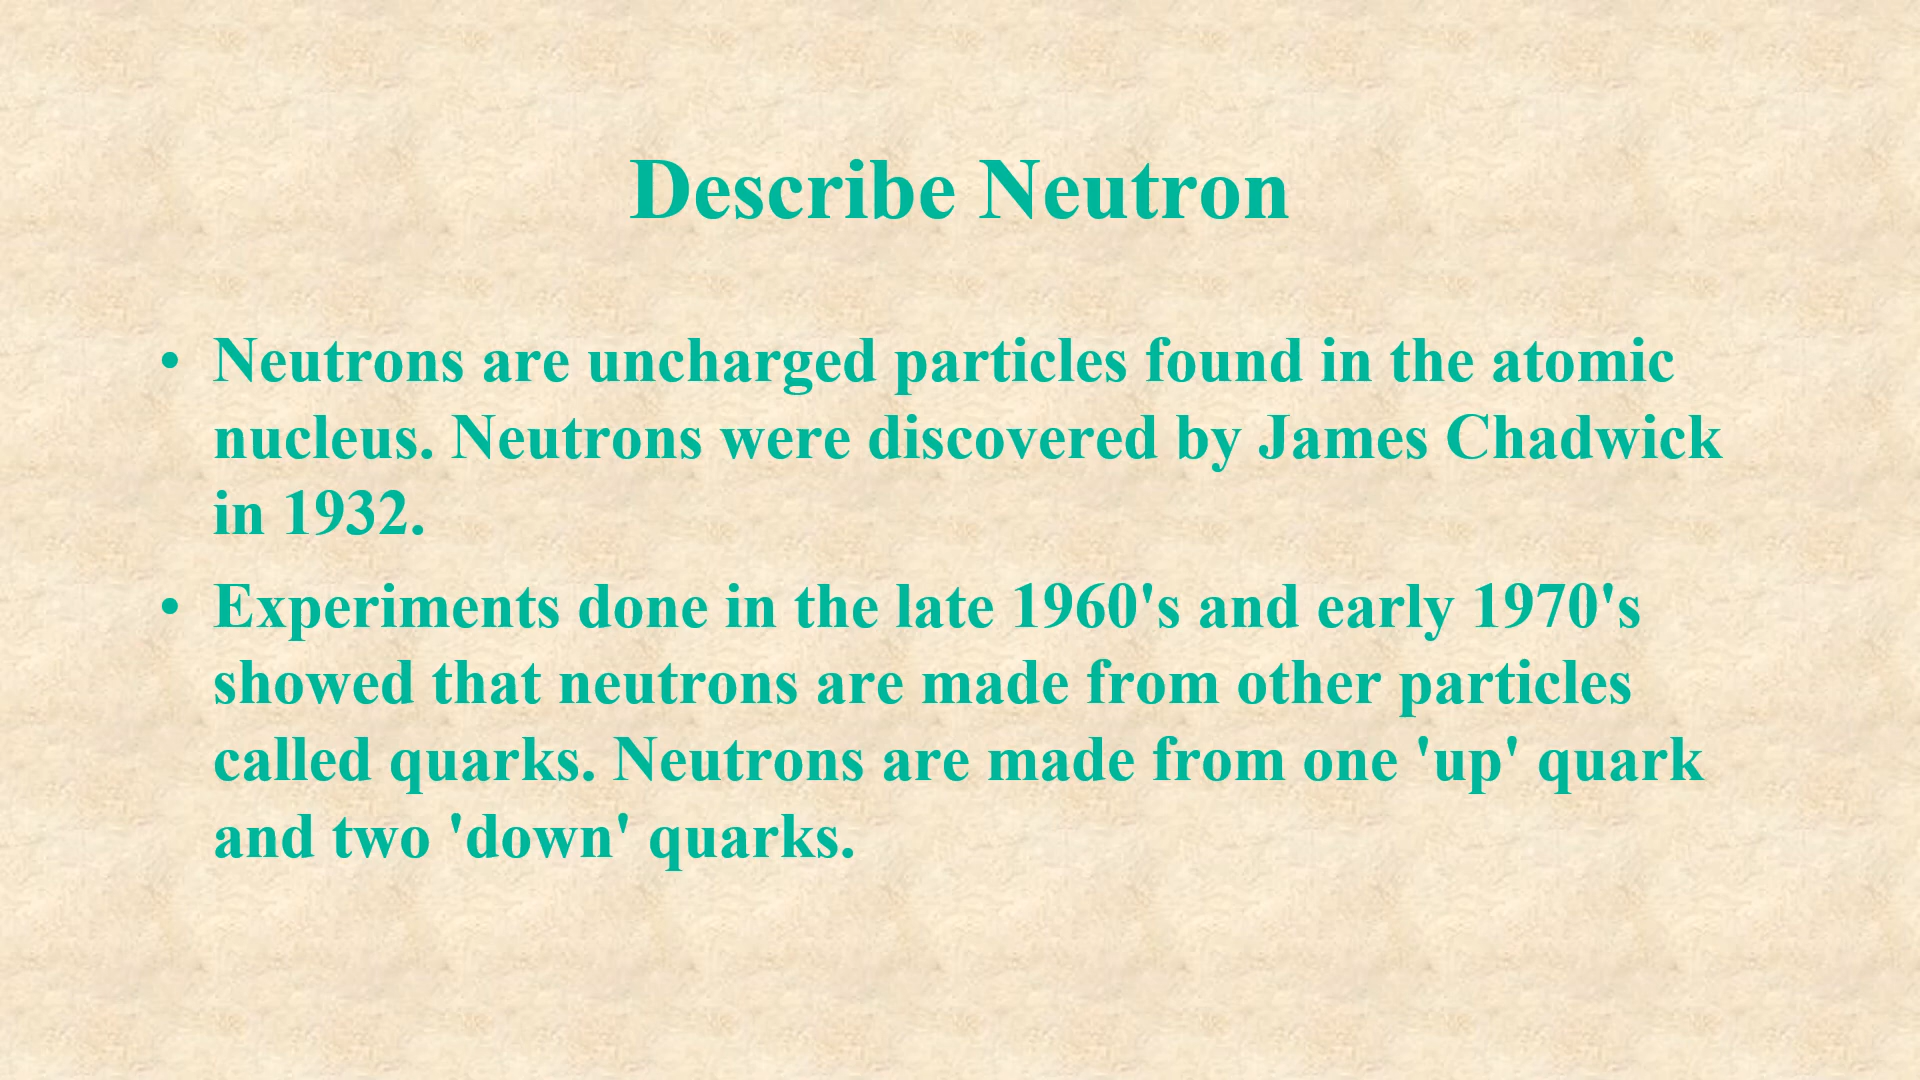 Describe Neutron
• Neutrons are uncharged particles found in the atomic
nucleus. Neutrons were discovered by James Chadwick
in 1932.
• Experiments done in the late 1960's and early 1970's
showed that neutrons are made from other particles
called quarks. Neutrons are made from one 'up' quark
and two 'down' quarks.